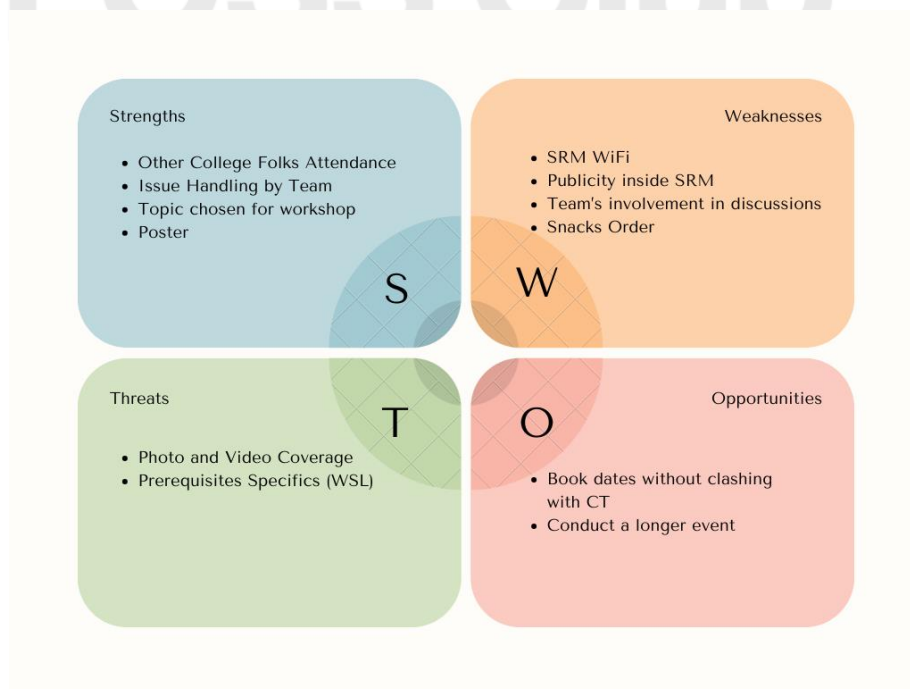 Strengths
• Other College Folks Attendance
• Issue Handling by Team
• Topic chosen for workshop
• Poster
S
Weaknesses
• SRM WiFi
• Publicity inside SRM
• Team's involvement in discussions
• Snacks Order
W
Threats
• Photo and Video Coverage
• Prerequisites Specifics (WSL)
T
Opportunities
• Book dates without clashing
with CT
• Conduct a longer event
O